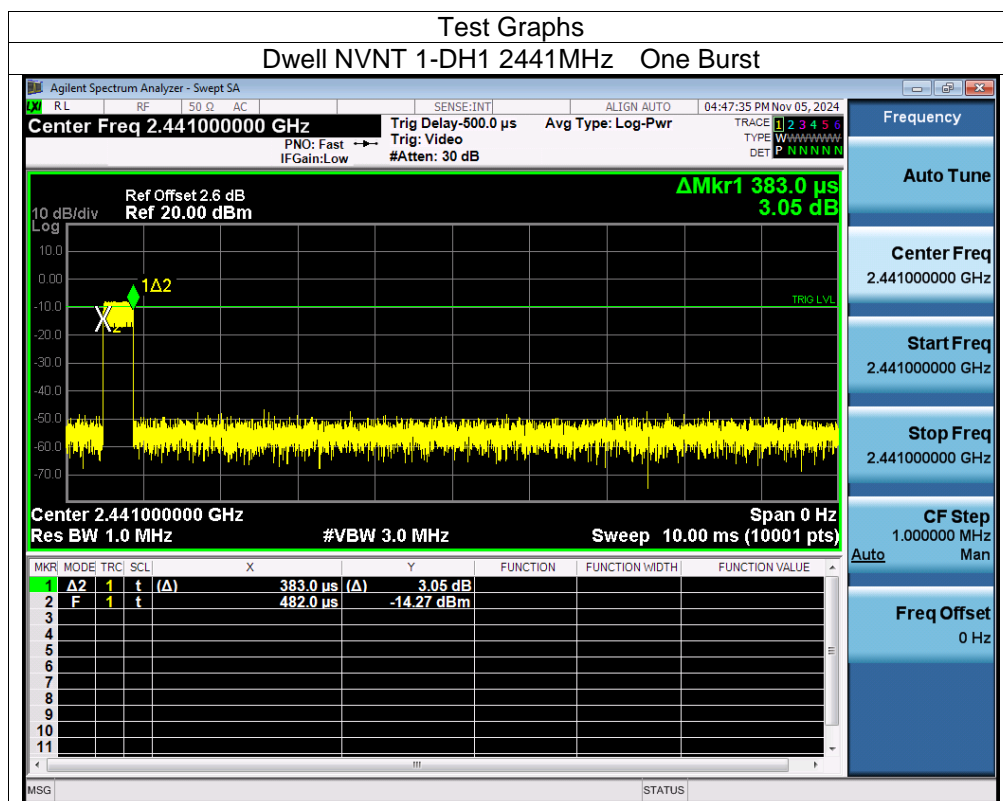 Test Graphs
Dwell NVNT 1-DH1 2441MHz One Burst
Agilent Spectrum Analyzer - Swept SA
LXI RL RF 50 Ω AC SENSE:INT ALIGN AUTO 04:47:35 PM Nov 05, 2024
Center Freq 2.441000000 GHz
PNO: Fast
IFGain:Low
Trig Delay-500.0 µs
Trig: Video
#Atten: 30 dB
Avg Type: Log-Pwr
TRACE 1 2 3 4 5 6
TYPE WWWWWW
DET P N N N N N
Ref Offset 2.6 dB
Ref 20.00 dBm
10 dB/div
Log
ΔMkr1 383.0 µs
3.05 dB
10.0
0.00
-10.0
-20.0
-30.0
-40.0
-50.0
-60.0
-70.0
1Δ2
X2
TRIG LVL
Center 2.441000000 GHz Span 0 Hz
Res BW 1.0 MHz #VBW 3.0 MHz Sweep 10.00 ms (10001 pts)
MKR MODE TRC SCL X Y FUNCTION FUNCTION WIDTH FUNCTION VALUE
1 Δ2 1 t (Δ) 383.0 µs (Δ) 3.05 dB
2 F 1 t 482.0 µs -14.27 dBm
3
4
5
6
7
8
9
10
11
MSG STATUS
Frequency
Auto Tune
Center Freq
2.441000000 GHz
Start Freq
2.441000000 GHz
Stop Freq
2.441000000 GHz
CF Step
1.000000 MHz
Auto Man
Freq Offset
0 Hz